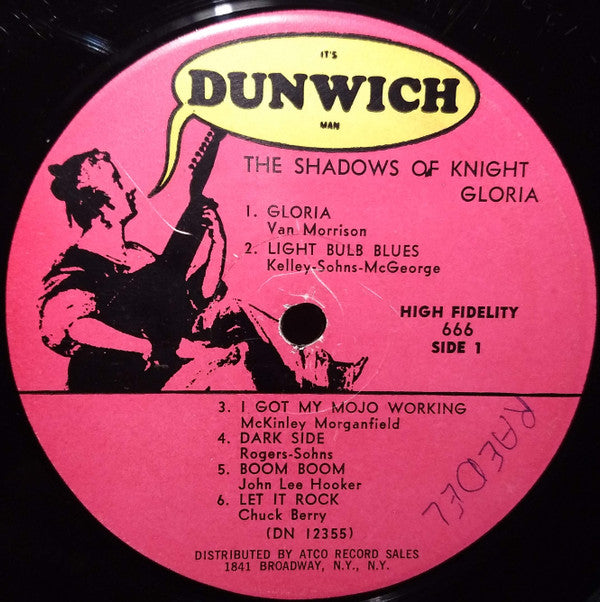 IT'S
DUNWICH
MAN
THE SHADOWS OF KNIGHT
GLORIA
1. GLORIA
Van Morrison
2. LIGHT BULB BLUES
Kelley-Sohns-McGeorge
HIGH FIDELITY
666
SIDE 1
3. I GOT MY MOJO WORKING
McKinley Morganfield
4. DARK SIDE
Rogers-Sohns
5. BOOM BOOM
John Lee Hooker
6. LET IT ROCK
Chuck Berry
(DN 12355)
RAEDEL
DISTRIBUTED BY ATCO RECORD SALES
1841 BROADWAY, N.Y., N.Y.